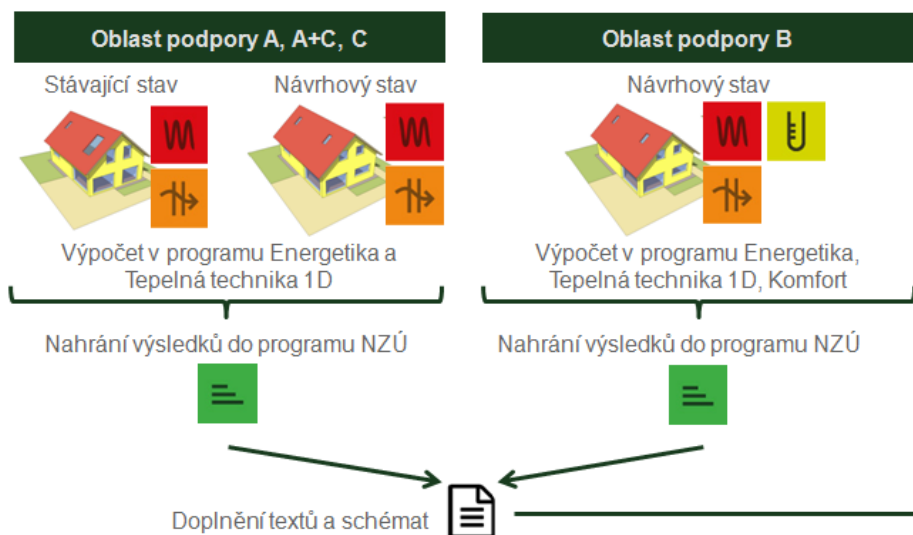 Oblast podpory A, A+C, C
Stávající stav
Návrhový stav
Výpočet v programu Energetika a
Tepelná technika 1D
Nahrání výsledků do programu NZÚ
Oblast podpory B
Návrhový stav
Výpočet v programu Energetika,
Tepelná technika 1D, Komfort
Nahrání výsledků do programu NZÚ
Doplnění textů a schémat